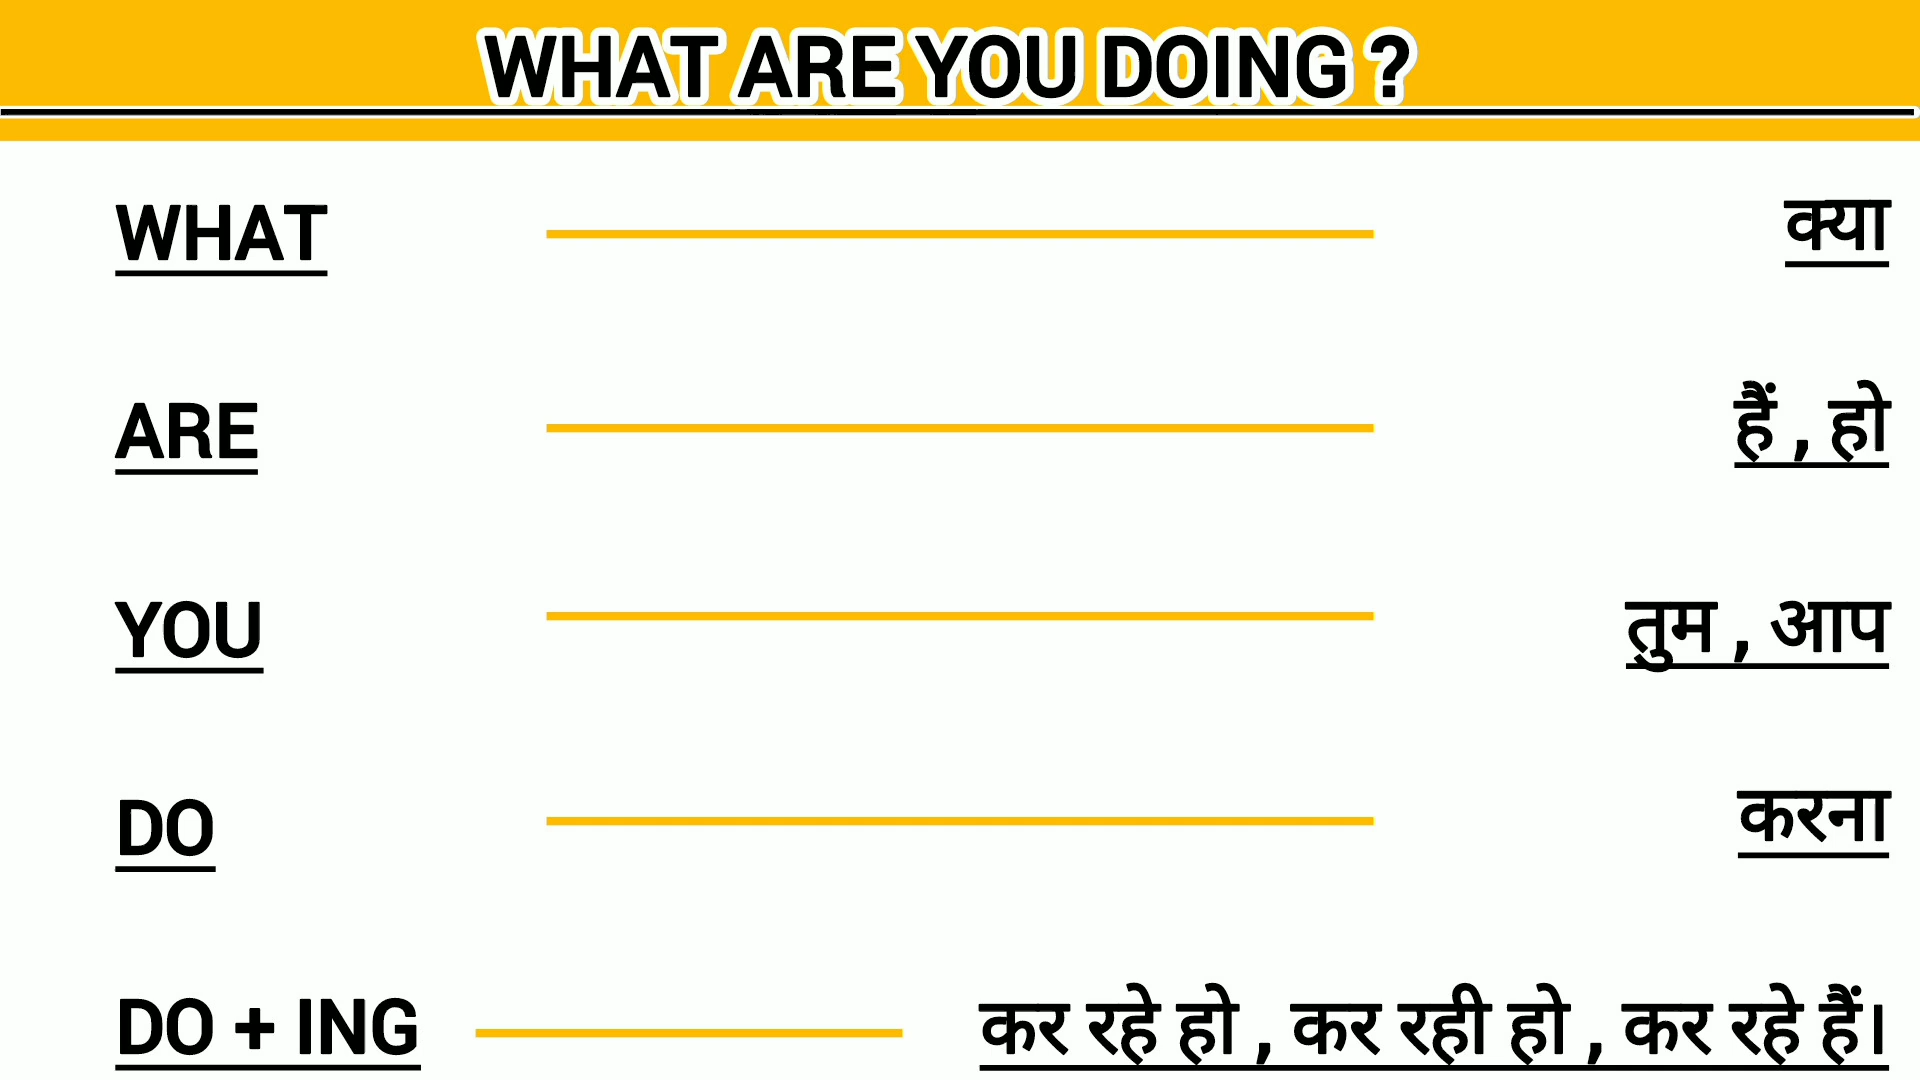 WHAT ARE YOU DOING ?
WHAT क्या
ARE हैं , हो
YOU तुम , आप
DO करना
DO + ING कर रहे हो , कर रही हो , कर रहे हैं।